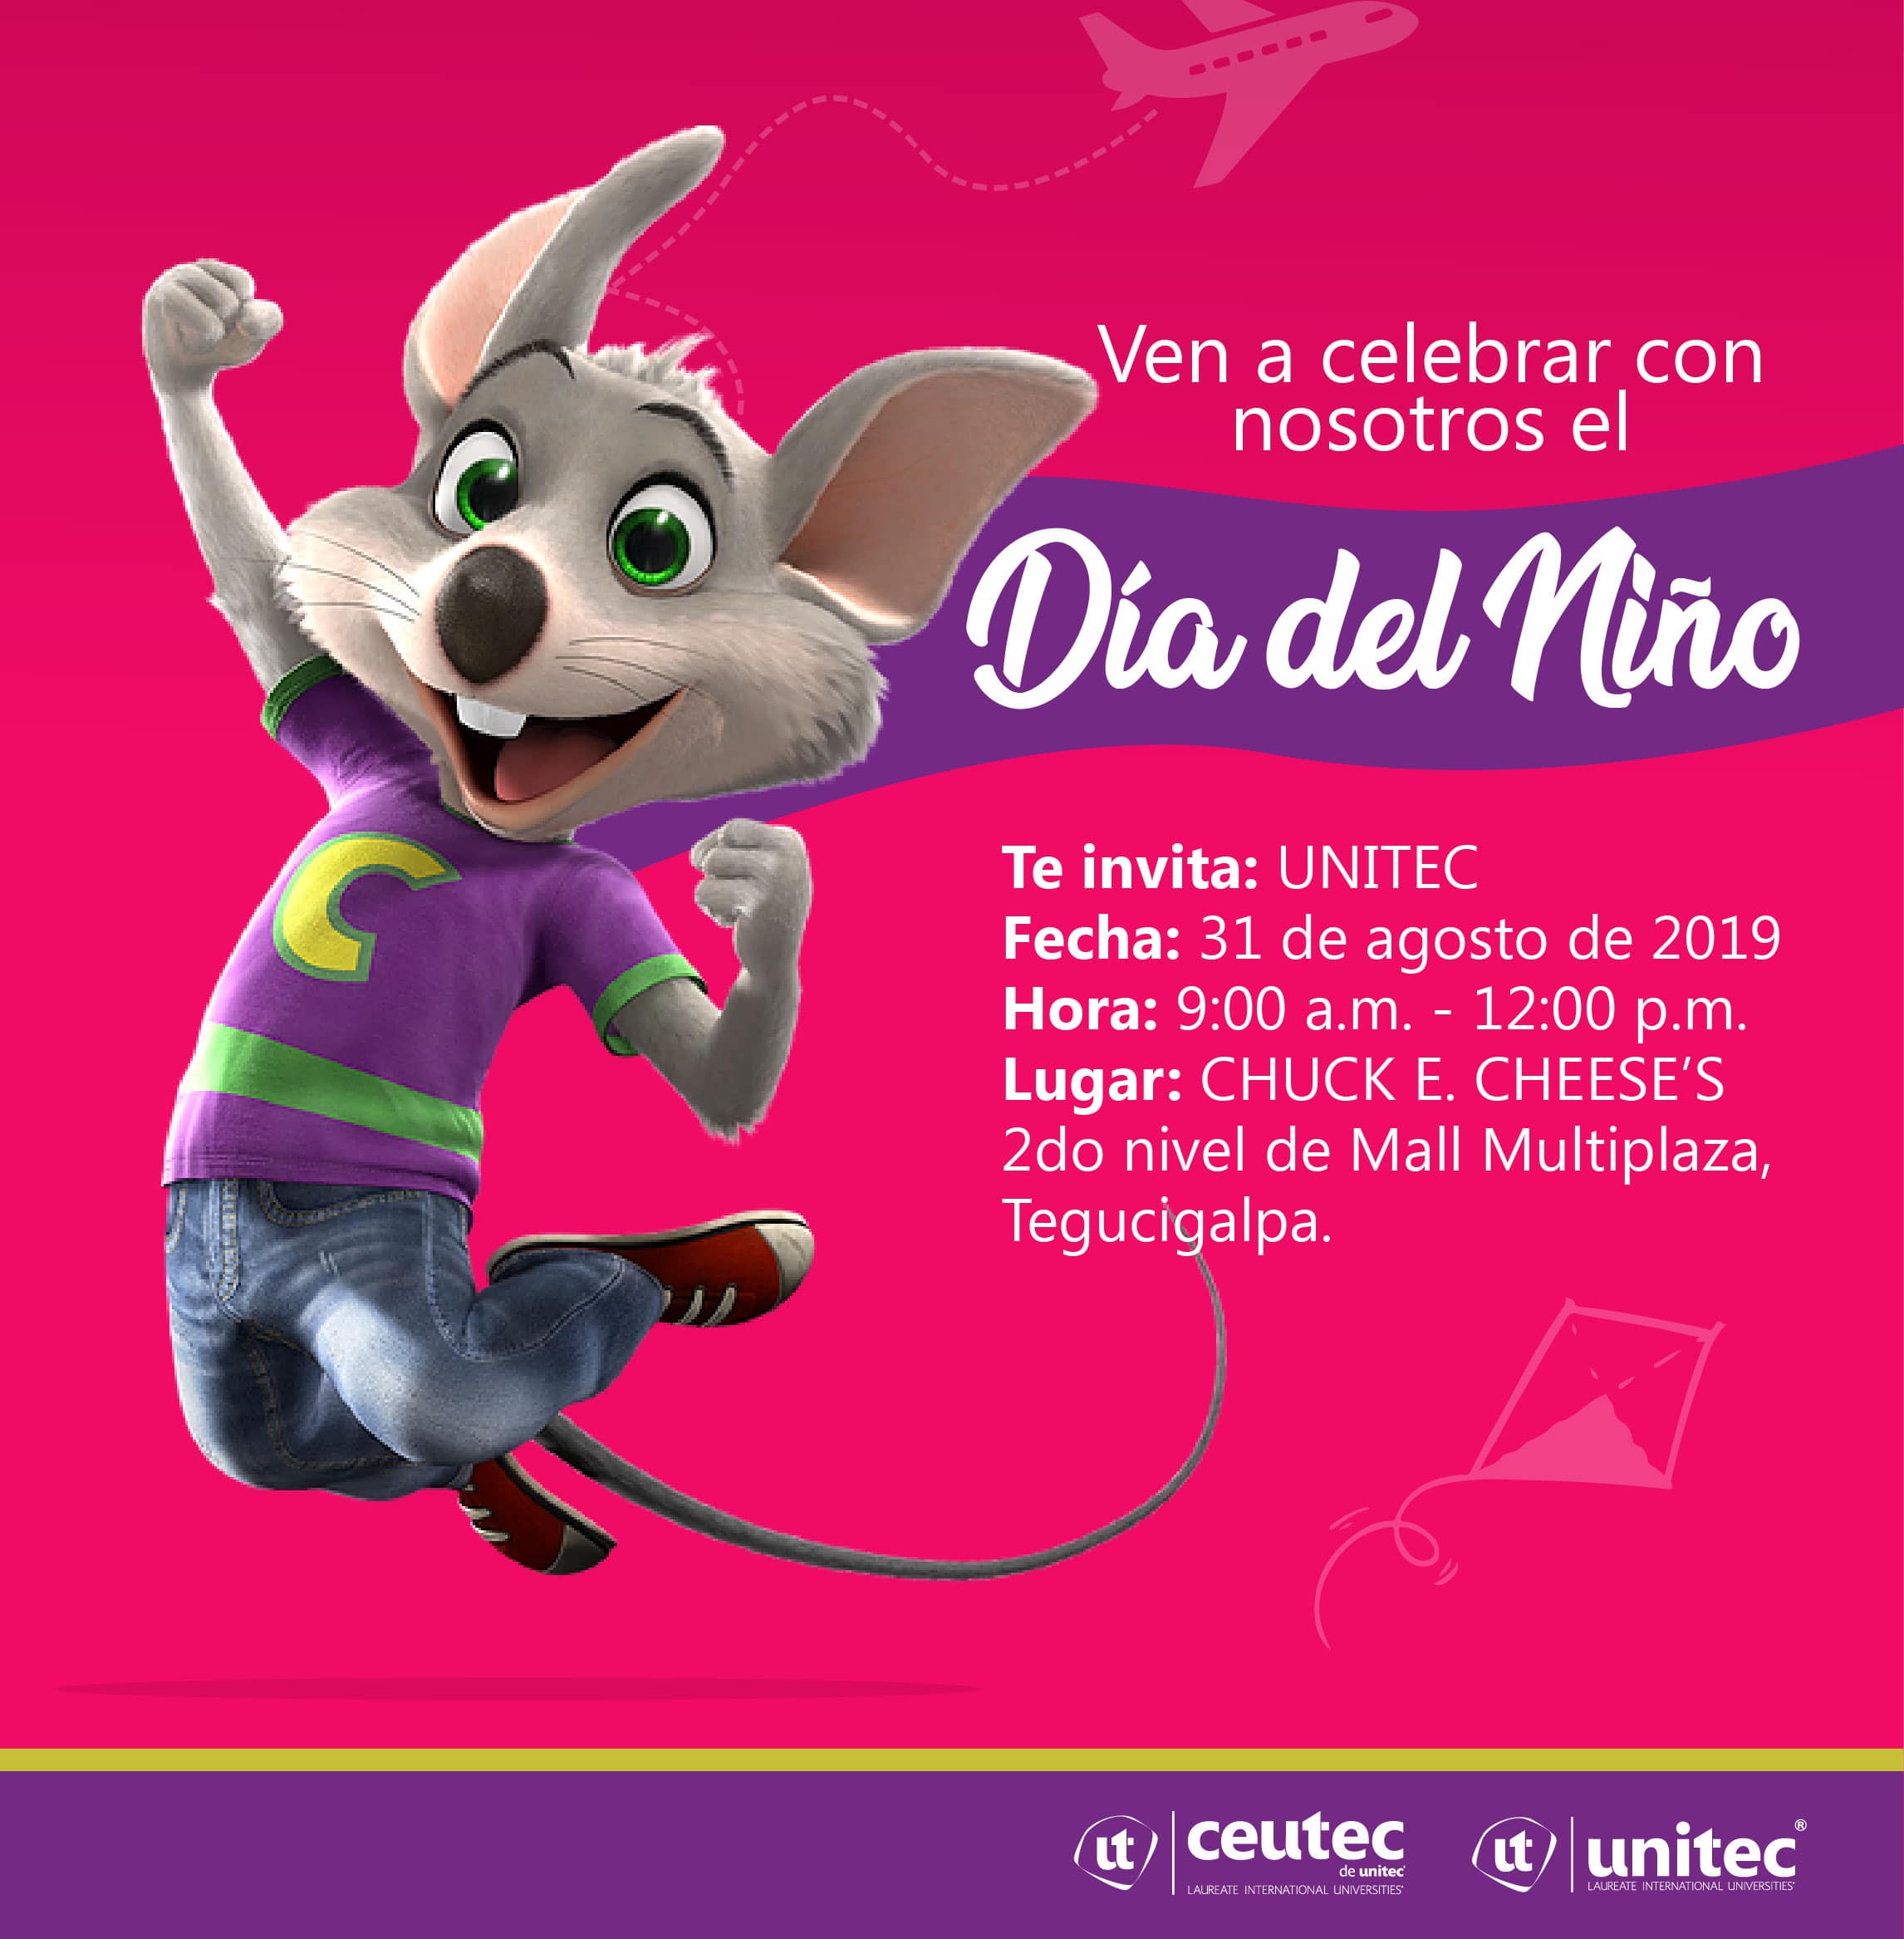 Ven a celebrar con
nosotros el
Día del Niño
Te invita: UNITEC
Fecha: 31 de agosto de 2019
Hora: 9:00 a.m. - 12:00 p.m.
Lugar: CHUCK E. CHEESE’S
2do nivel de Mall Multiplaza,
Tegucigalpa.
C
ut ceutec
de unitec
LAUREATE INTERNATIONAL UNIVERSITIES
ut unitec®
LAUREATE INTERNATIONAL UNIVERSITIES